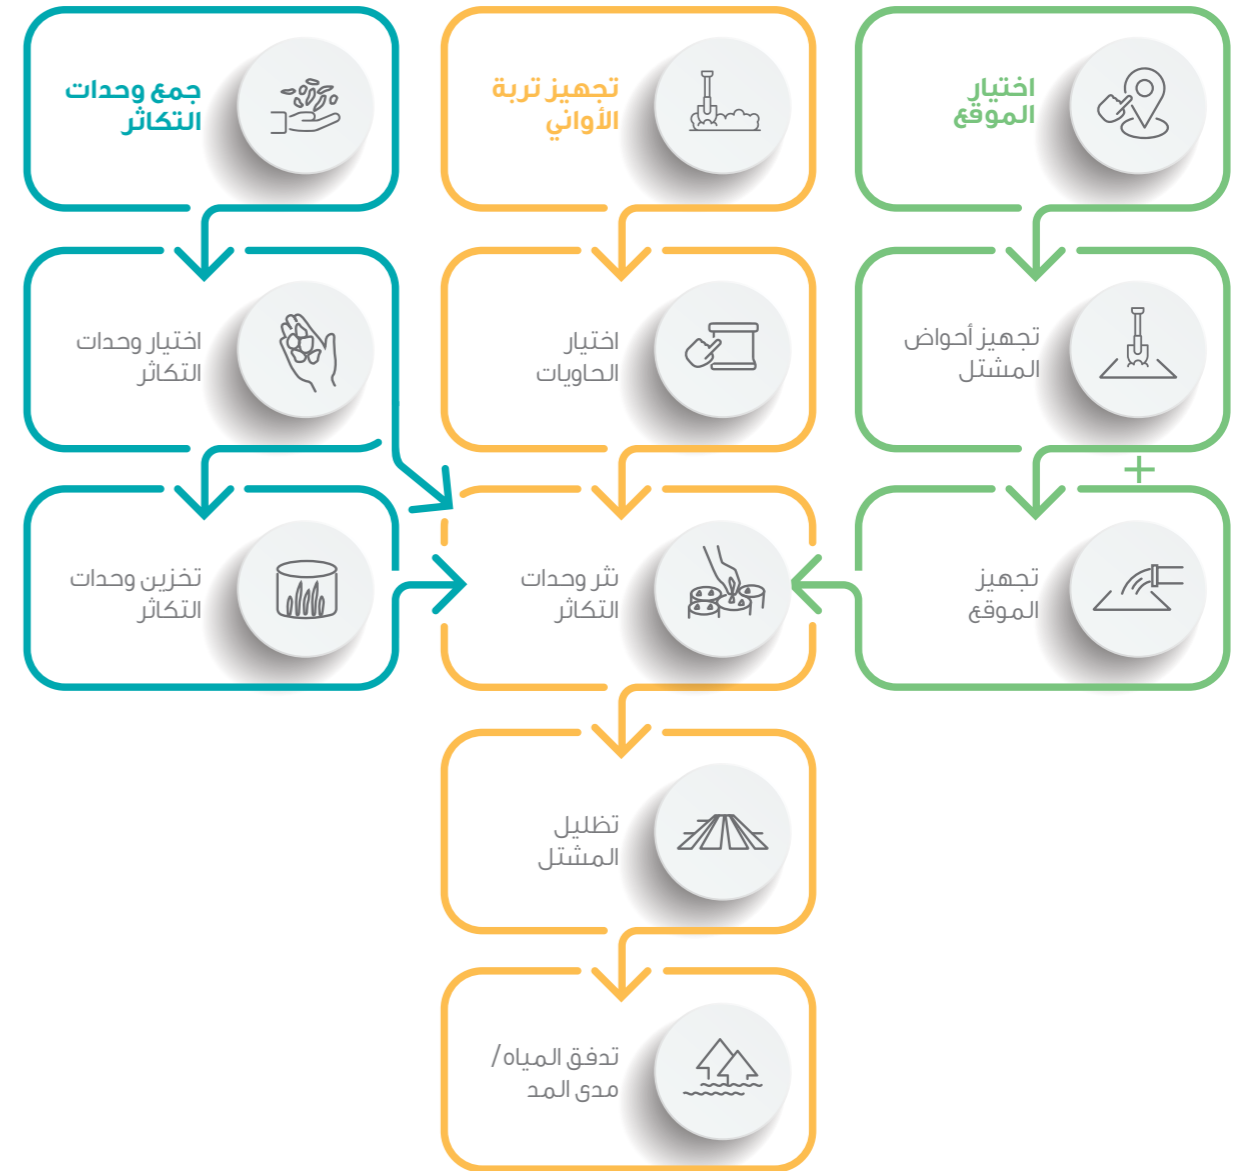 اختيار
الموقع
تجهيز تربة
الأواني
جمع وحدات
التكاثر
تجهيز أحواض
المشتل
اختيار
الحاويات
اختيار وحدات
التكاثر
+
تجهيز
الموقع
نثر وحدات
التكاثر
تخزين وحدات
التكاثر
تظليل
المشتل
تدفق المياه/
مدى المد